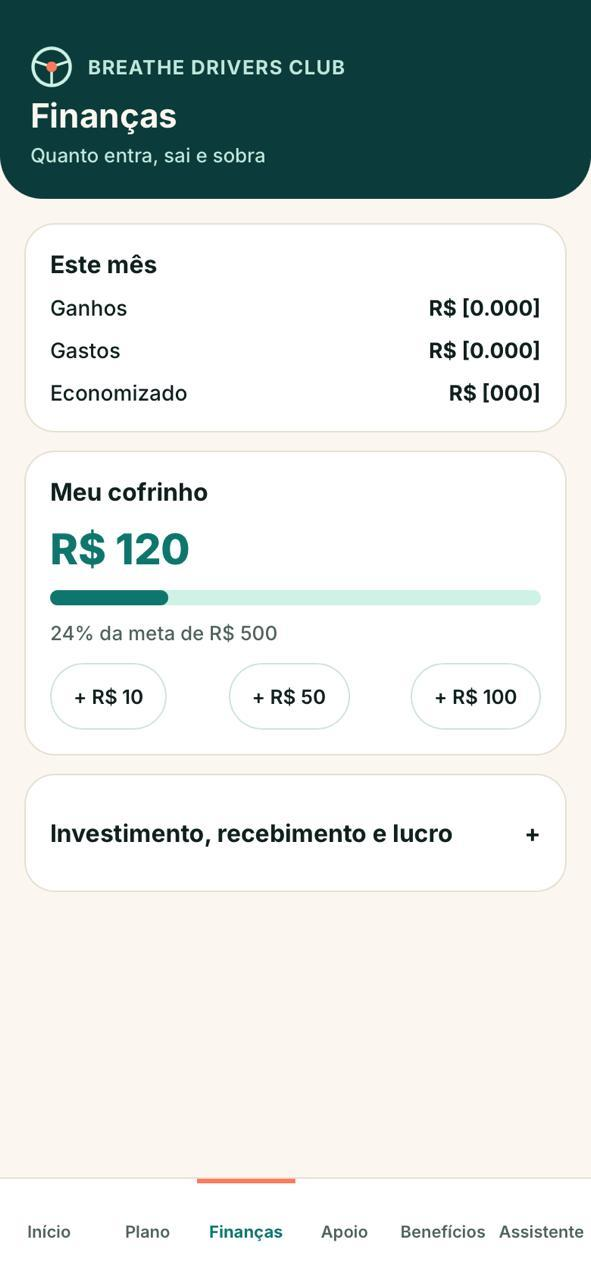 BREATHE DRIVERS CLUB
Finanças
Quanto entra, sai e sobra
Este mês
Ganhos R$ [0.000]
Gastos R$ [0.000]
Economizado R$ [000]
Meu cofrinho
R$ 120
24% da meta de R$ 500
+ R$ 10 + R$ 50 + R$ 100
Investimento, recebimento e lucro +
Início Plano Finanças Apoio Benefícios Assistente